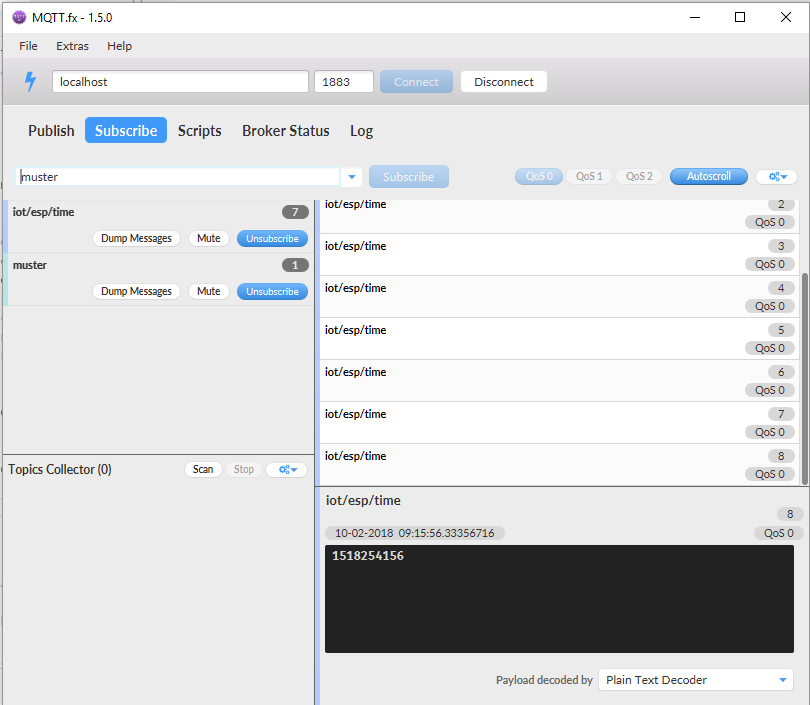 MQTT.fx - 1.5.0
File Extras Help
localhost 1883 Connect Disconnect
Publish Subscribe Scripts Broker Status Log
muster Subscribe QoS 0 QoS 1 QoS 2 Autoscroll
iot/esp/time 7
Dump Messages Mute Unsubscribe
muster 1
Dump Messages Mute Unsubscribe
Topics Collector (0) Scan Stop
iot/esp/time 2
QoS 0
iot/esp/time 3
QoS 0
iot/esp/time 4
QoS 0
iot/esp/time 5
QoS 0
iot/esp/time 6
QoS 0
iot/esp/time 7
QoS 0
iot/esp/time 8
QoS 0
iot/esp/time
8
10-02-2018 09:15:56.33356716 QoS 0
1518254156
Payload decoded by Plain Text Decoder